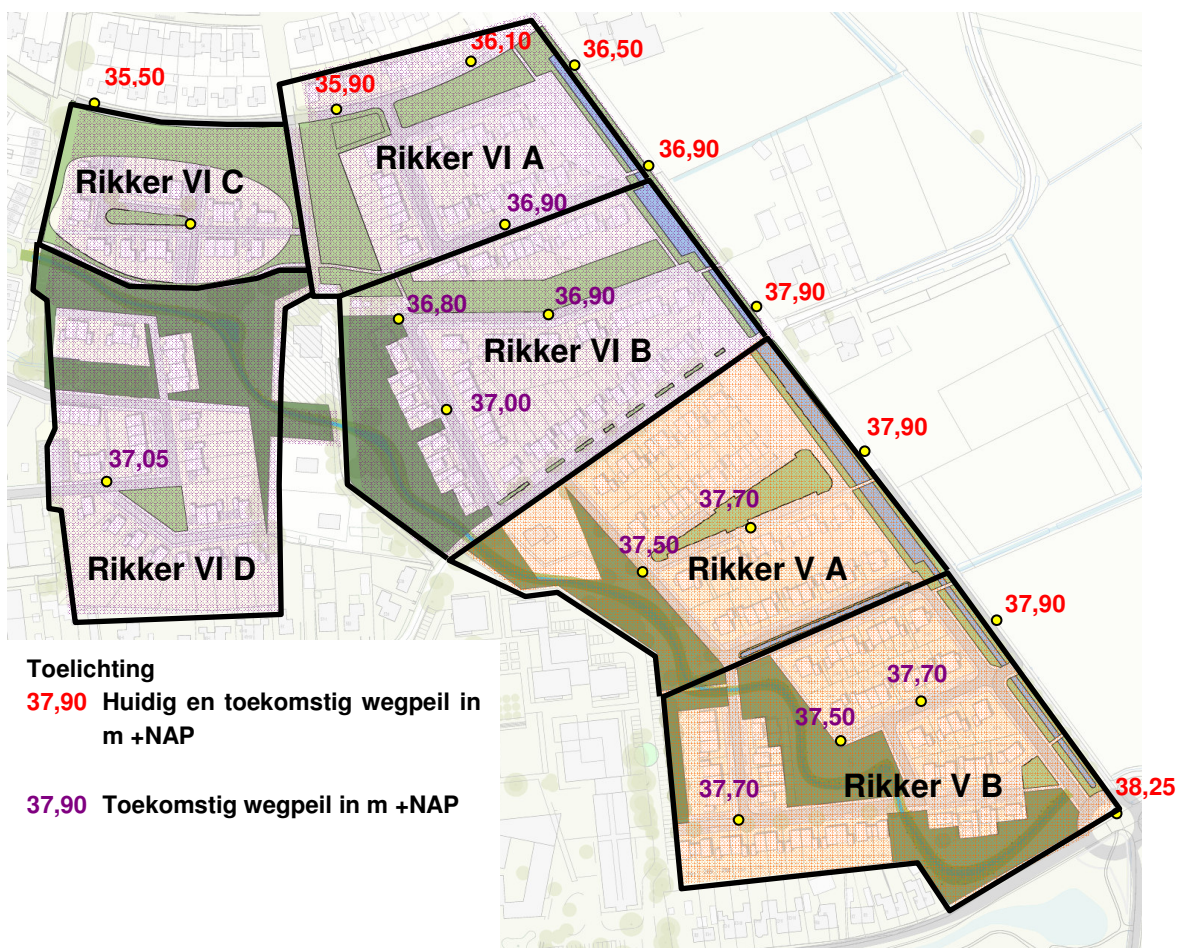 36,10
36,50
35,50
35,90
Rikker VI A
36,90
Rikker VI C
36,90
36,80
36,90
37,90
Rikker VI B
37,00
37,90
37,05
37,70
37,50
Rikker VI D
Rikker V A
37,90
37,70
37,50
Rikker V B
38,25
37,70
Toelichting
37,90 Huidig en toekomstig wegpeil in
m +NAP
37,90 Toekomstig wegpeil in m +NAP